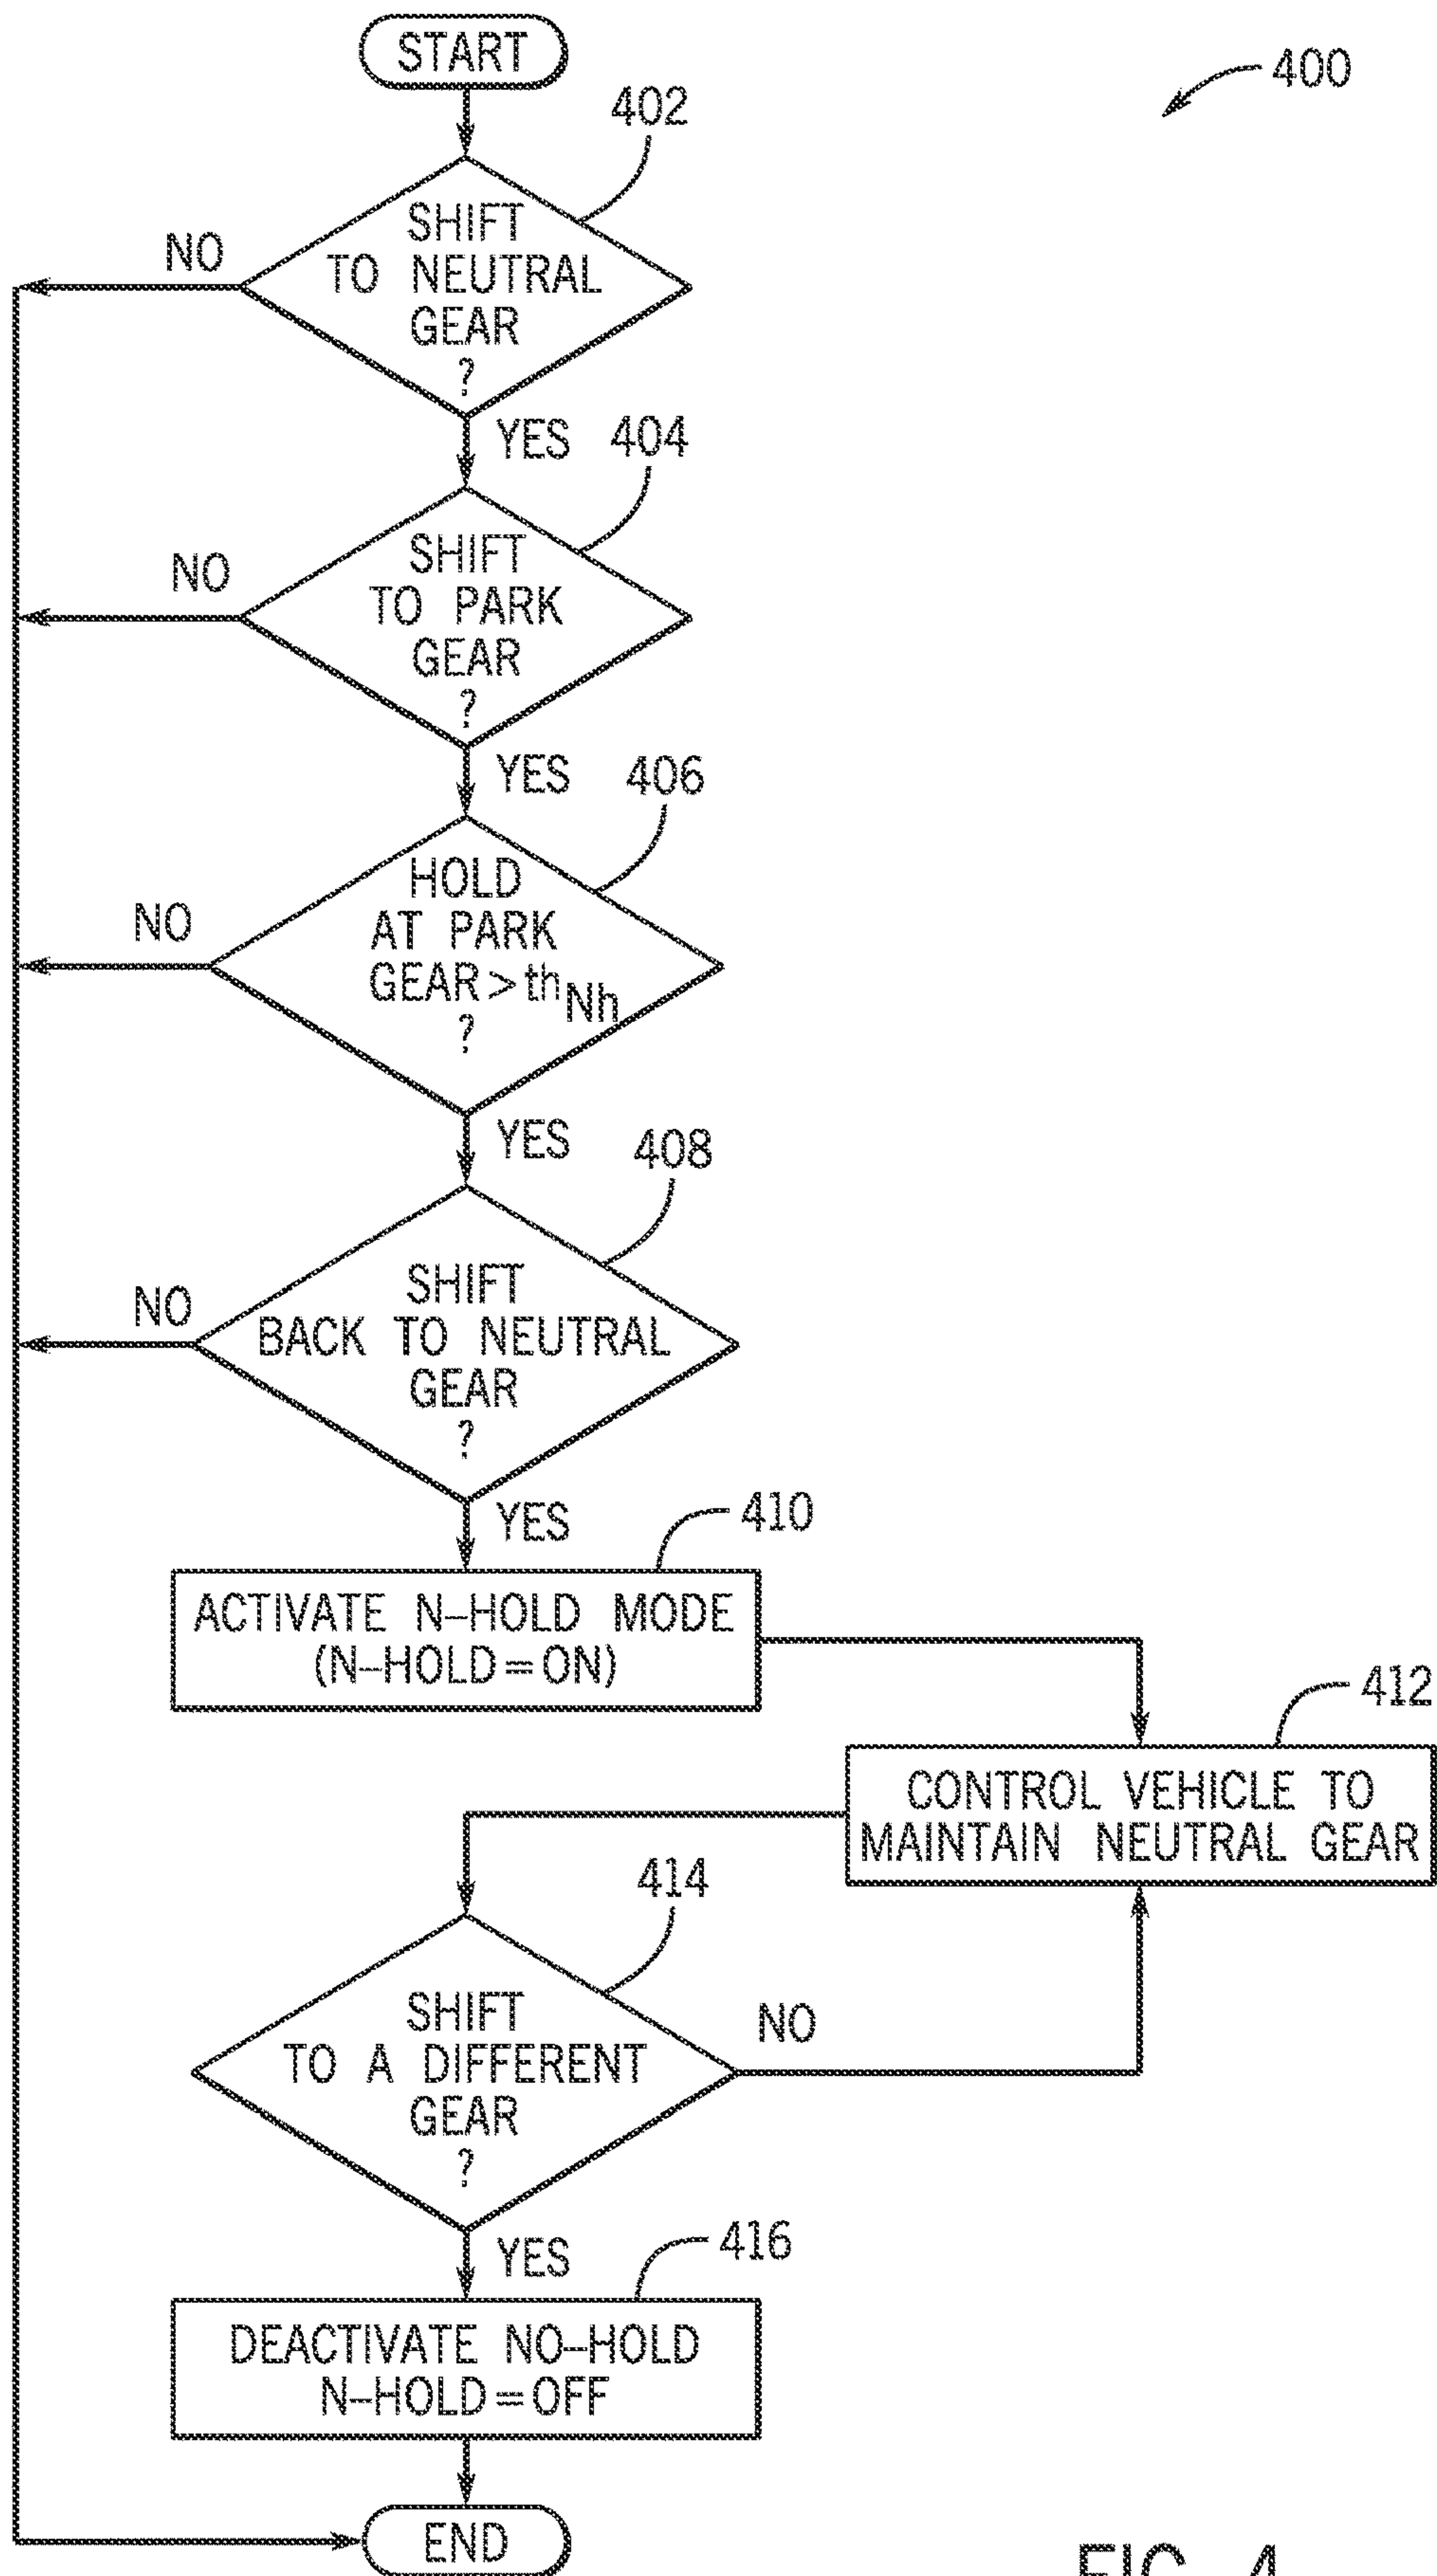 START
400
402
SHIFT
TO NEUTRAL
GEAR
?
NO
YES
404
SHIFT
TO PARK
GEAR
?
NO
YES
406
HOLD
AT PARK
GEAR > thNh
?
NO
YES
408
SHIFT
BACK TO NEUTRAL
GEAR
?
NO
YES
410
ACTIVATE N–HOLD MODE
(N–HOLD = ON)
412
CONTROL VEHICLE TO
MAINTAIN NEUTRAL GEAR
414
SHIFT
TO A DIFFERENT
GEAR
?
NO
YES
416
DEACTIVATE NO–HOLD
N–HOLD = OFF
END
FIG. 4